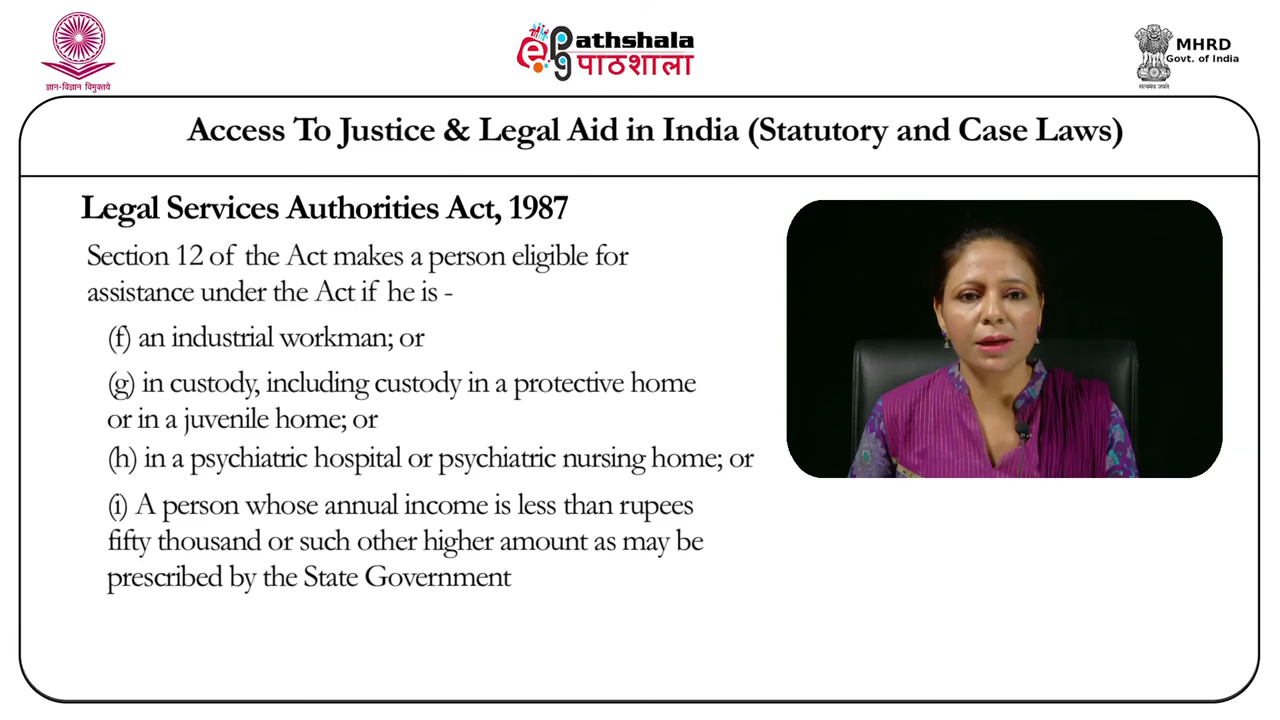 ज्ञान-विज्ञान विमुक्तये
epg Pathshala
पाठशाला
MHRD
Govt. of India
सत्यमेव जयते
Access To Justice & Legal Aid in India (Statutory and Case Laws)
Legal Services Authorities Act, 1987
Section 12 of the Act makes a person eligible for
assistance under the Act if he is -
(f) an industrial workman; or
(g) in custody, including custody in a protective home
or in a juvenile home; or
(h) in a psychiatric hospital or psychiatric nursing home; or
(i) A person whose annual income is less than rupees
fifty thousand or such other higher amount as may be
prescribed by the State Government